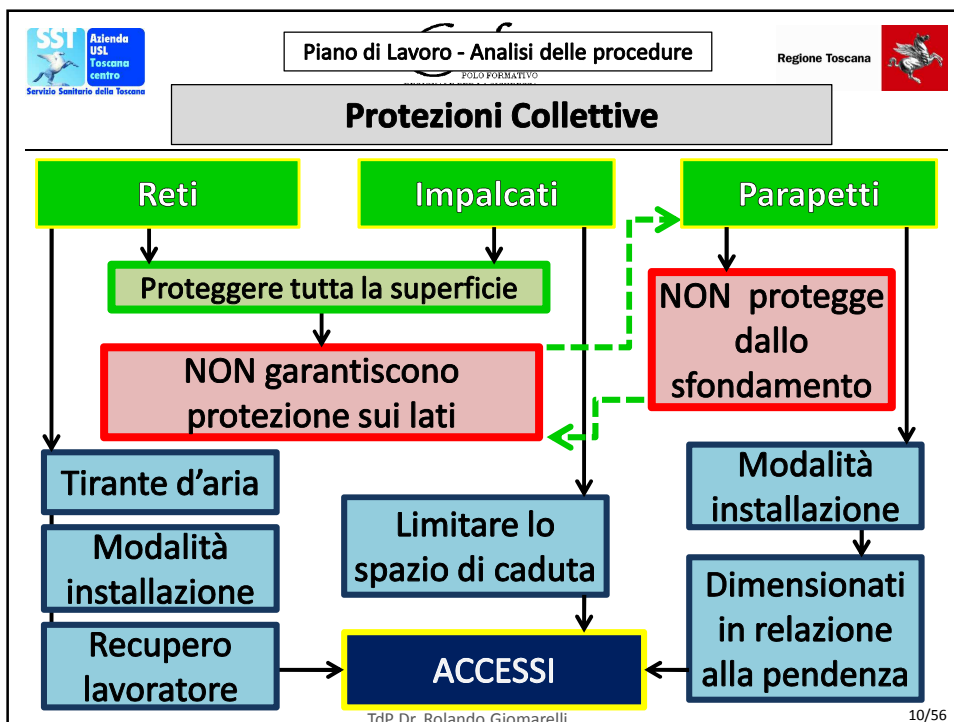 SST
Azienda
USL
Toscana
centro
Servizio Sanitario della Toscana
Piano di Lavoro - Analisi delle procedure
POLO FORMATIVO
Regione Toscana
Protezioni Collettive
Reti
Impalcati
Parapetti
Proteggere tutta la superficie
NON garantiscono
protezione sui lati
NON protegge
dallo
sfondamento
Tirante d’aria
Modalità
installazione
Recupero
lavoratore
Limitare lo
spazio di caduta
Modalità
installazione
Dimensionati
in relazione
alla pendenza
ACCESSI
TdP Dr. Rolando Giomarelli
10/56